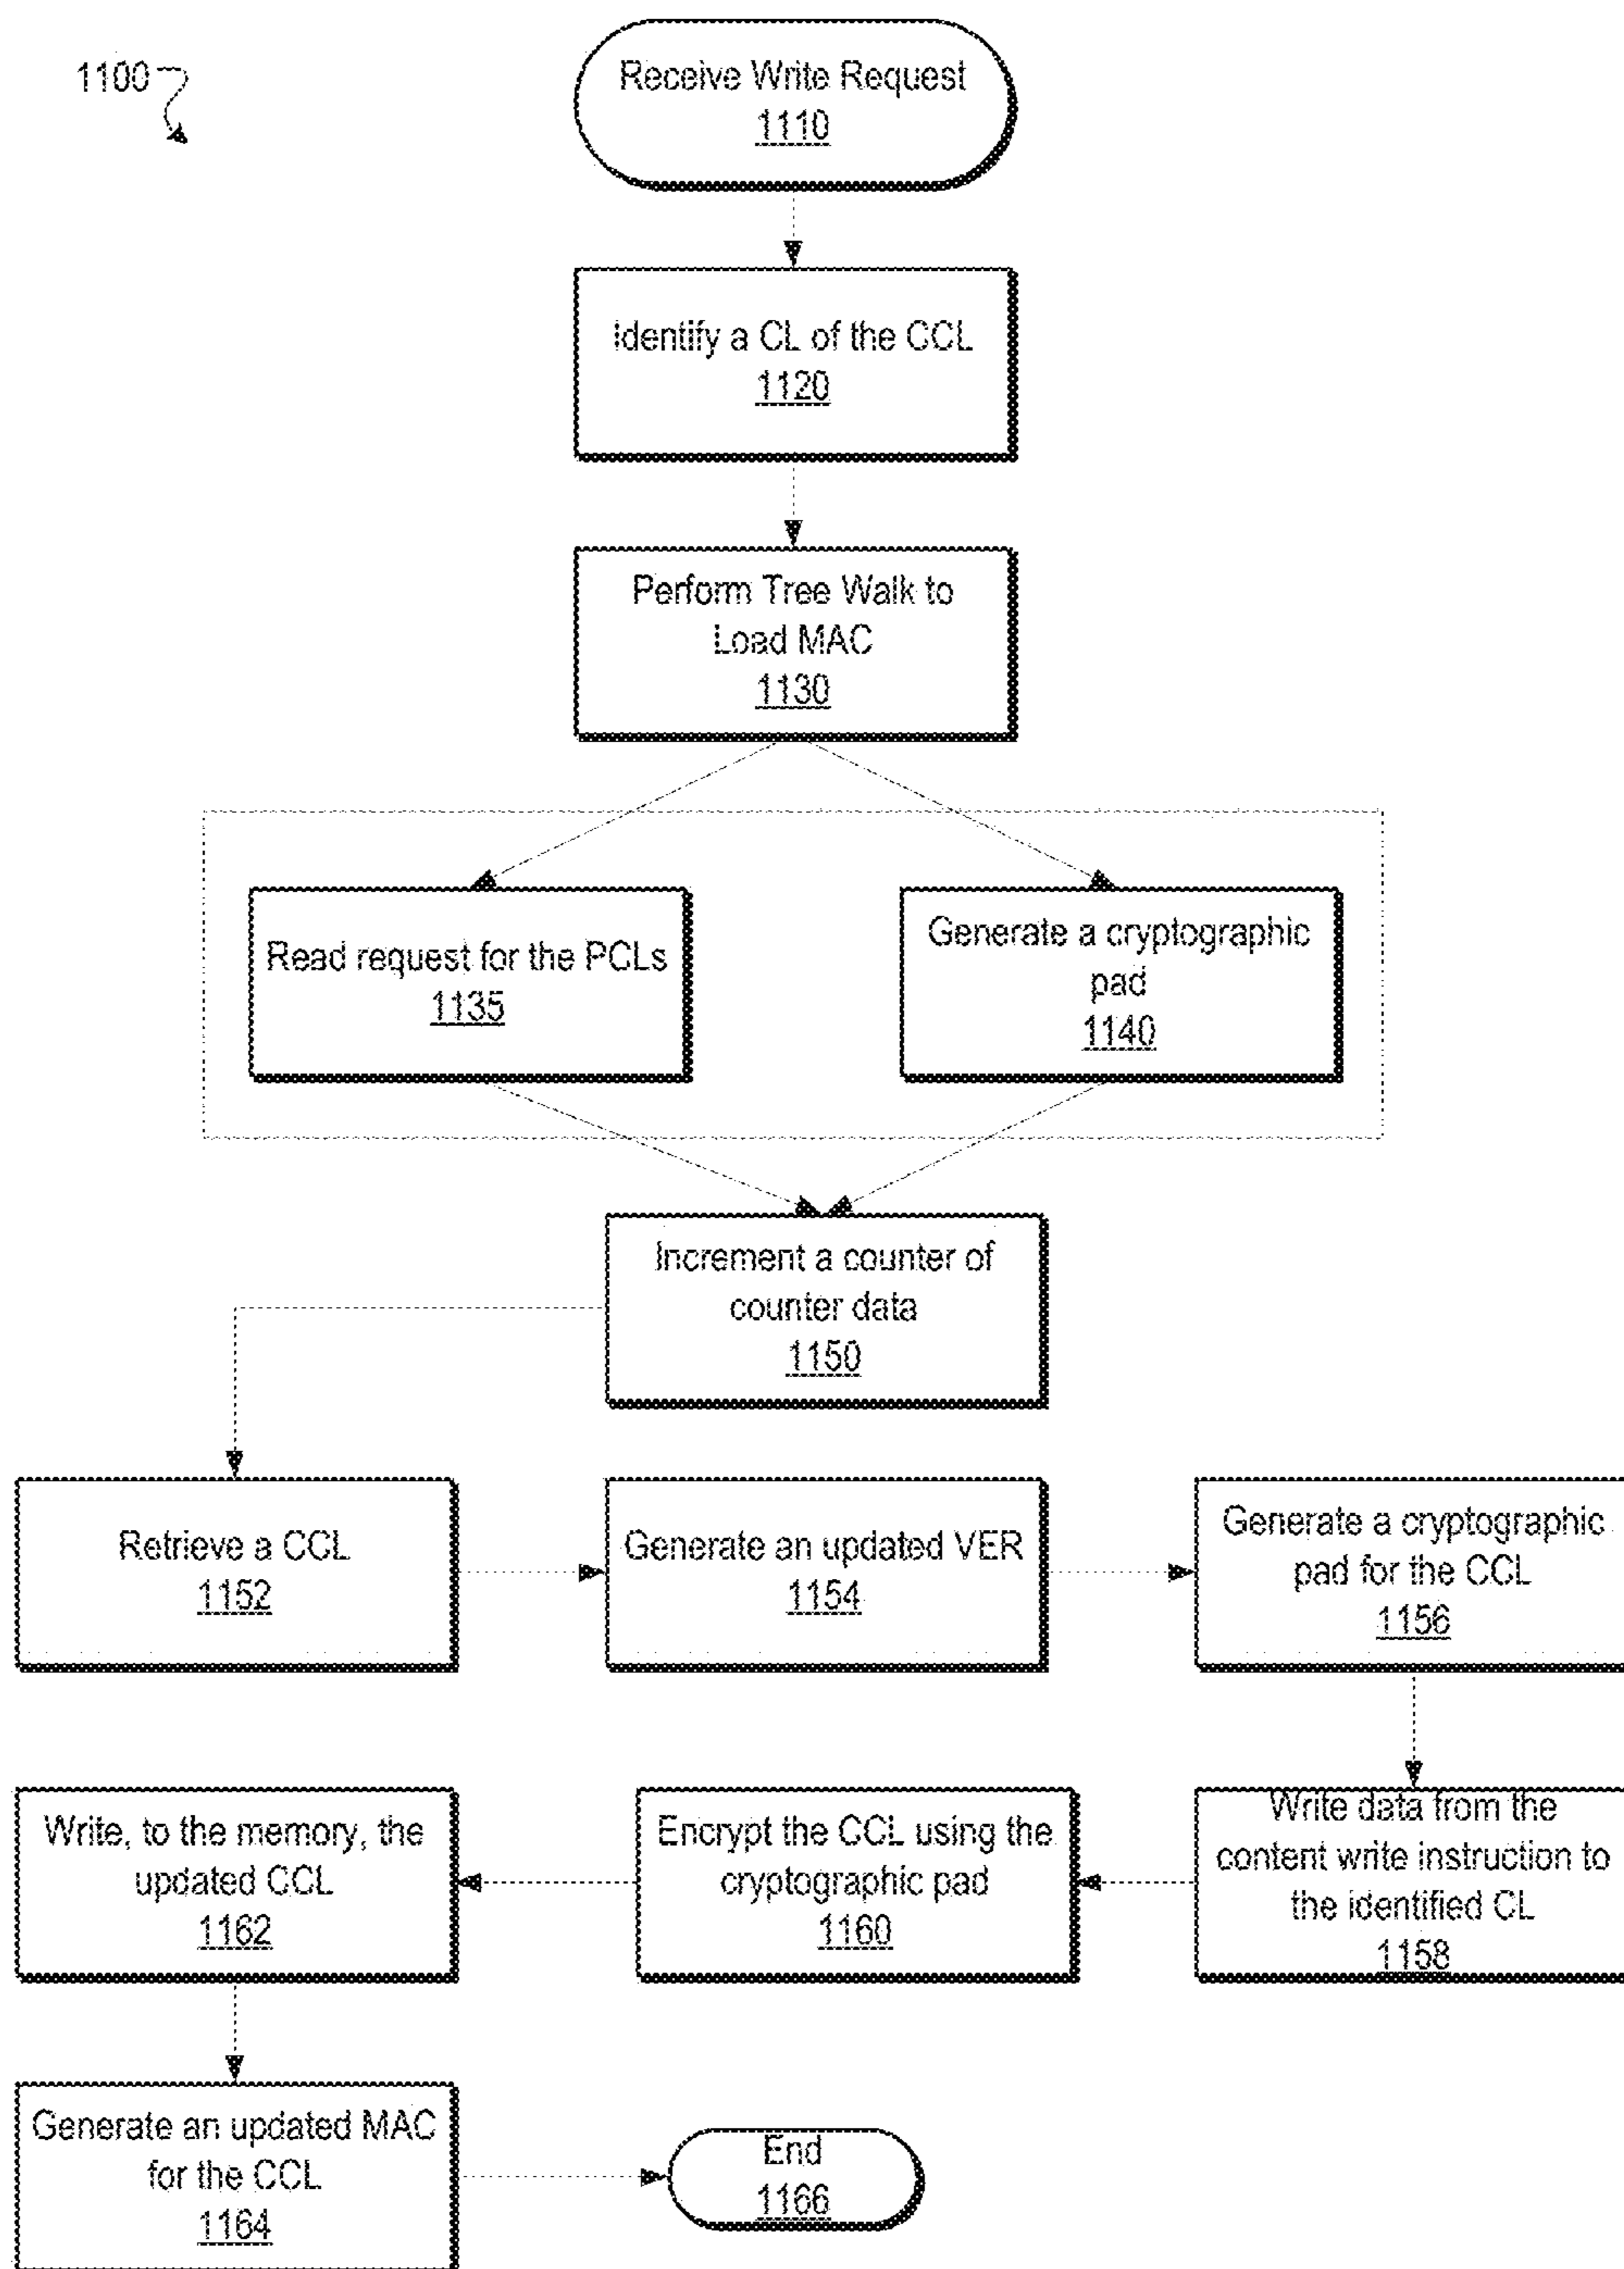 1100
Receive Write Request
1110
Identify a CL of the CCL
1120
Perform Tree Walk to
Load MAC
1130
Read request for the PCLs
1135
Generate a cryptographic
pad
1140
Increment a counter of
counter data
1150
Retrieve a CCL
1152
Generate an updated VER
1154
Generate a cryptographic
pad for the CCL
1156
Write data from the
content write instruction to
the identified CL
1158
Encrypt the CCL using the
cryptographic pad
1160
Write, to the memory, the
updated CCL
1162
Generate an updated MAC
for the CCL
1164
End
1166